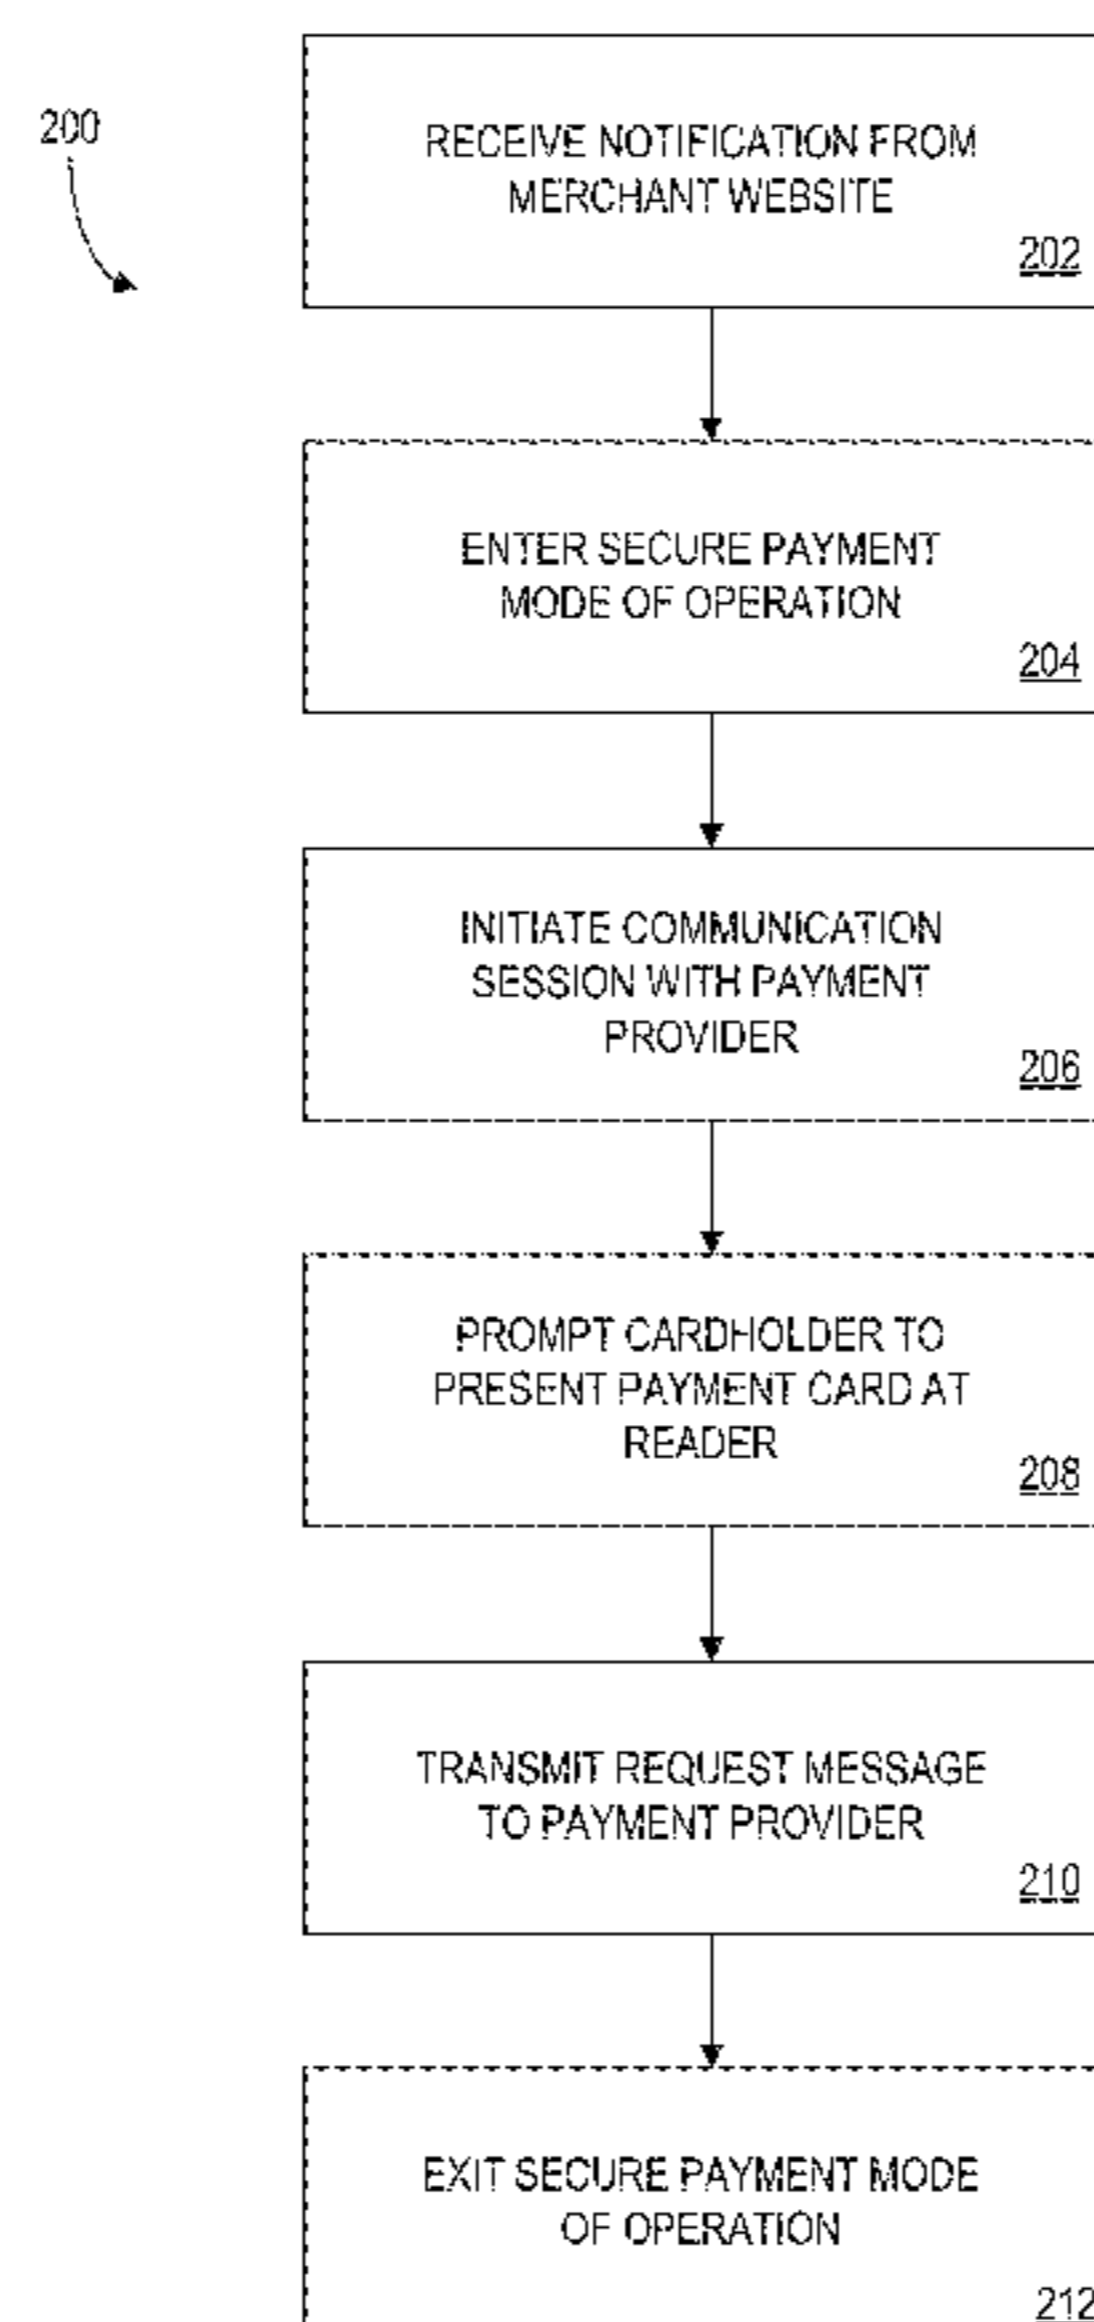 200
RECEIVE NOTIFICATION FROM
MERCHANT WEBSITE
202
ENTER SECURE PAYMENT
MODE OF OPERATION
204
INITIATE COMMUNICATION
SESSION WITH PAYMENT
PROVIDER
206
PROMPT CARDHOLDER TO
PRESENT PAYMENT CARD AT
READER
208
TRANSMIT REQUEST MESSAGE
TO PAYMENT PROVIDER
210
EXIT SECURE PAYMENT MODE
OF OPERATION
212